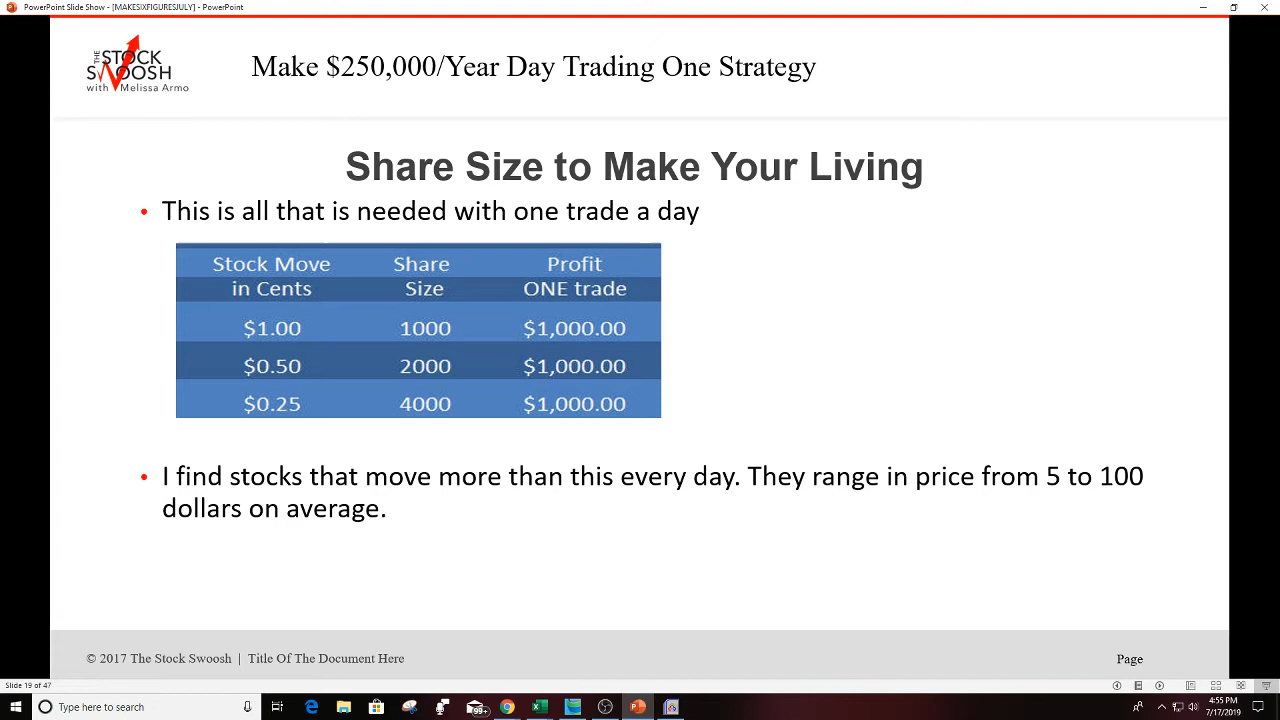 PowerPoint Slide Show - [MAKESIXFIGURESJULY] - PowerPoint
THE
STOCK
SWOOSH
with Melissa Armo
Make $250,000/Year Day Trading One Strategy
Share Size to Make Your Living
• This is all that is needed with one trade a day
Stock Move Share Profit
in Cents Size ONE trade
$1.00 1000 $1,000.00
$0.50 2000 $1,000.00
$0.25 4000 $1,000.00
• I find stocks that move more than this every day. They range in price from 5 to 100
dollars on average.
© 2017 The Stock Swoosh | Title Of The Document Here
Page
Slide 19 of 47
Type here to search
99+
4:55 PM
7/17/2019